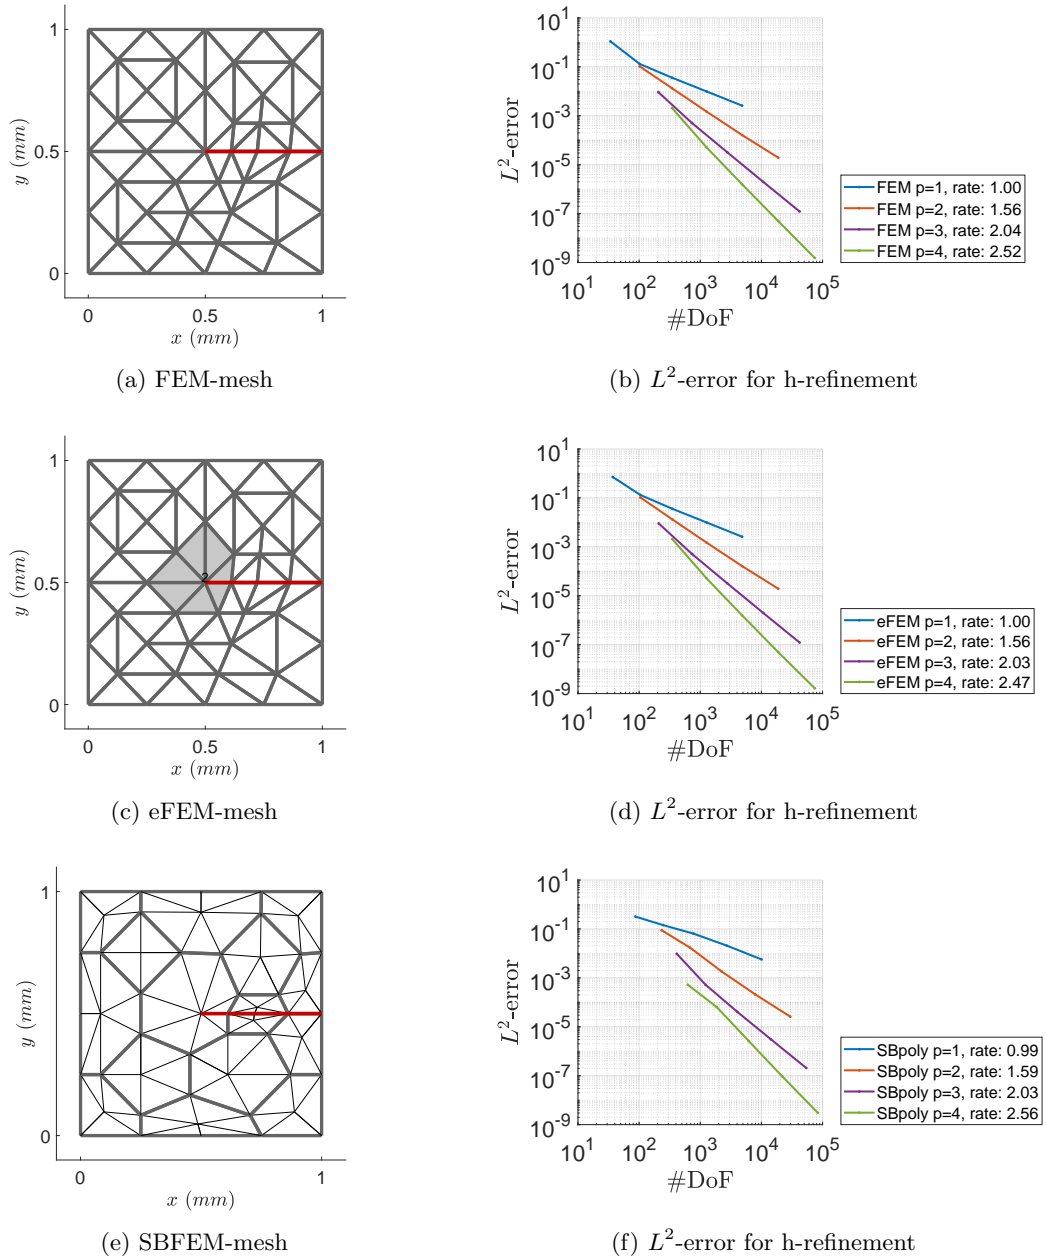 1
0.5
0
y (mm)
0
0.5
1
x (mm)
(a) FEM-mesh
10^1
10^-1
10^-3
10^-5
10^-7
10^-9
L^2-error
10^1
10^2
10^3
10^4
10^5
#DoF
FEM p=1, rate: 1.00
FEM p=2, rate: 1.56
FEM p=3, rate: 2.04
FEM p=4, rate: 2.52
(b) L^2-error for h-refinement
1
0.5
0
y (mm)
2
0
0.5
1
x (mm)
(c) eFEM-mesh
10^1
10^-1
10^-3
10^-5
10^-7
10^-9
L^2-error
10^1
10^2
10^3
10^4
10^5
#DoF
eFEM p=1, rate: 1.00
eFEM p=2, rate: 1.56
eFEM p=3, rate: 2.03
eFEM p=4, rate: 2.47
(d) L^2-error for h-refinement
1
0
y (mm)
0
1
x (mm)
(e) SBFEM-mesh
10^1
10^-1
10^-3
10^-5
10^-7
10^-9
L^2-error
10^1
10^2
10^3
10^4
10^5
#DoF
SBpoly p=1, rate: 0.99
SBpoly p=2, rate: 1.59
SBpoly p=3, rate: 2.03
SBpoly p=4, rate: 2.56
(f) L^2-error for h-refinement